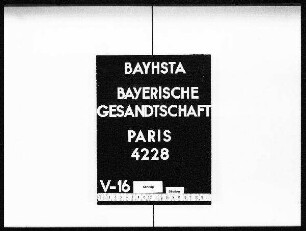 BAYHSTA
BAYERISCHE
GESANDTSCHAFT
PARIS
4228
V-16